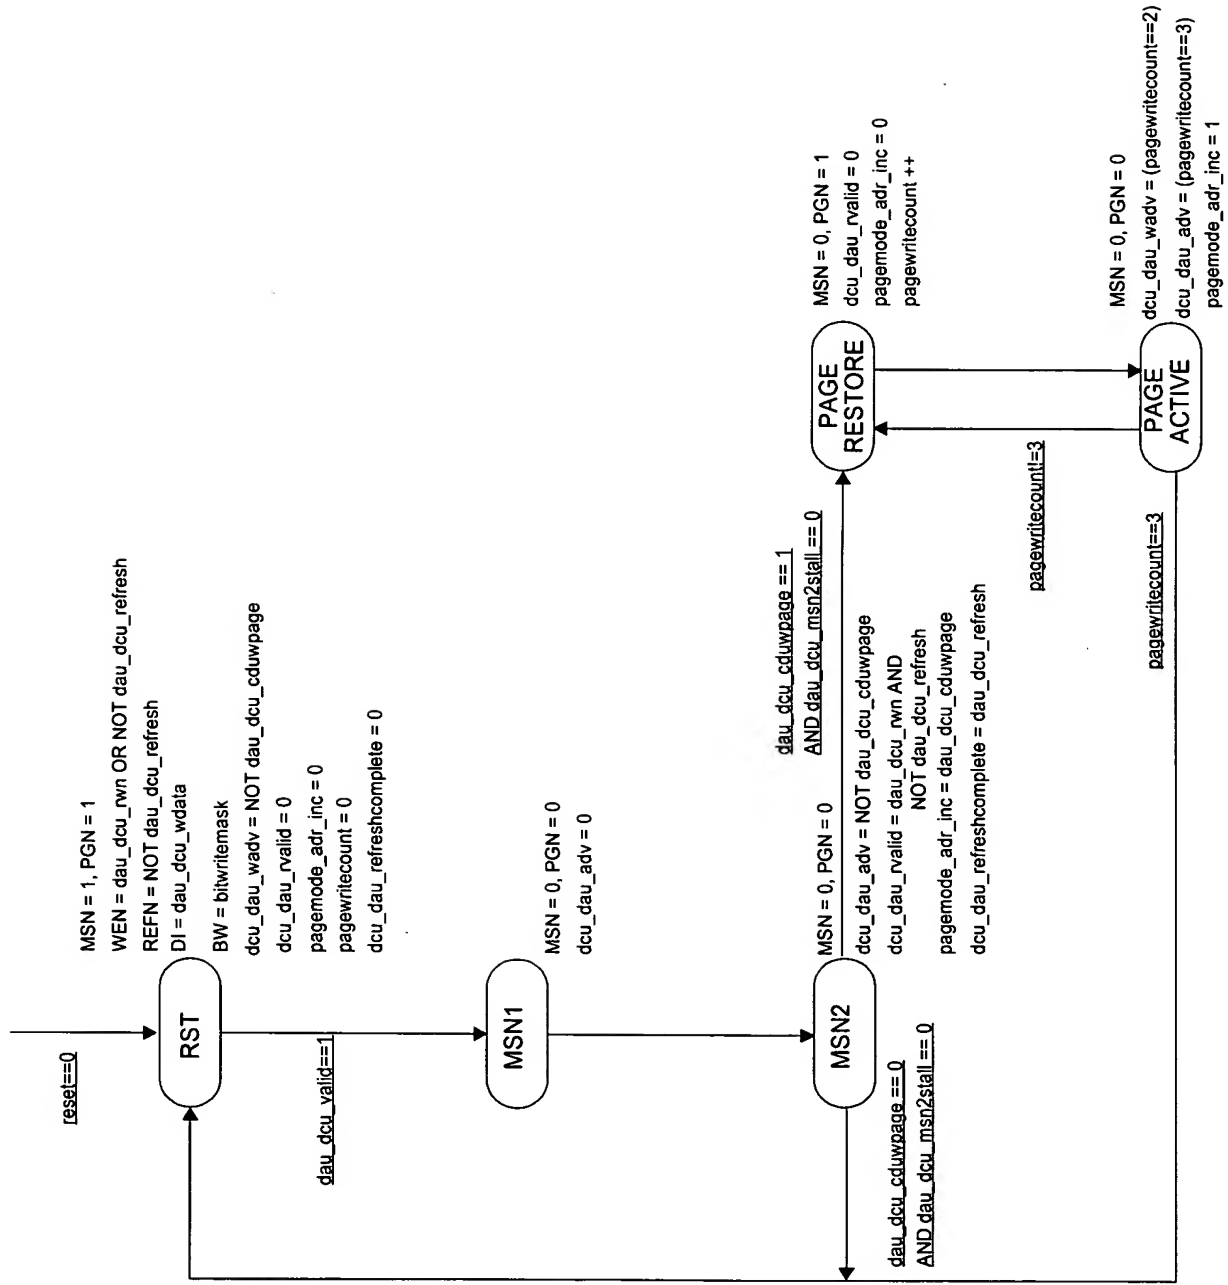 reset==0
RST
MSN = 1, PGN = 1
WEN = dau_dcu_rwn OR NOT dau_dcu_refresh
REFN = NOT dau_dcu_refresh
DI = dau_dcu_wdata
BW = bitwritemask
dcu_dau_wadv = NOT dau_dcu_cduwpage
dcu_dau_rvalid = 0
pagemode_adr_inc = 0
pagewritecount = 0
dcu_dau_refreshcomplete = 0
dau_dcu_valid==1
MSN1
MSN = 0, PGN = 0
dcu_dau_adv = 0
MSN2
MSN = 0, PGN = 0
dcu_dau_adv = NOT dau_dcu_cduwpage
dcu_dau_rvalid = dau_dcu_rwn AND
NOT dau_dcu_refresh
pagemode_adr_inc = dau_dcu_cduwpage
dcu_dau_refreshcomplete = dau_dcu_refresh
dau_dcu_cduwpage == 0
AND dau_dcu_msn2stall == 0
dau_dcu_cduwpage == 1
AND dau_dcu_msn2stall == 0
PAGE
RESTORE
MSN = 0, PGN = 1
dcu_dau_rvalid = 0
pagemode_adr_inc = 0
pagewritecount ++
pagewritecount!=3
pagewritecount==3
PAGE
ACTIVE
MSN = 0, PGN = 0
dcu_dau_wadv = (pagewritecount==2)
dcu_dau_adv = (pagewritecount==3)
pagemode_adr_inc = 1